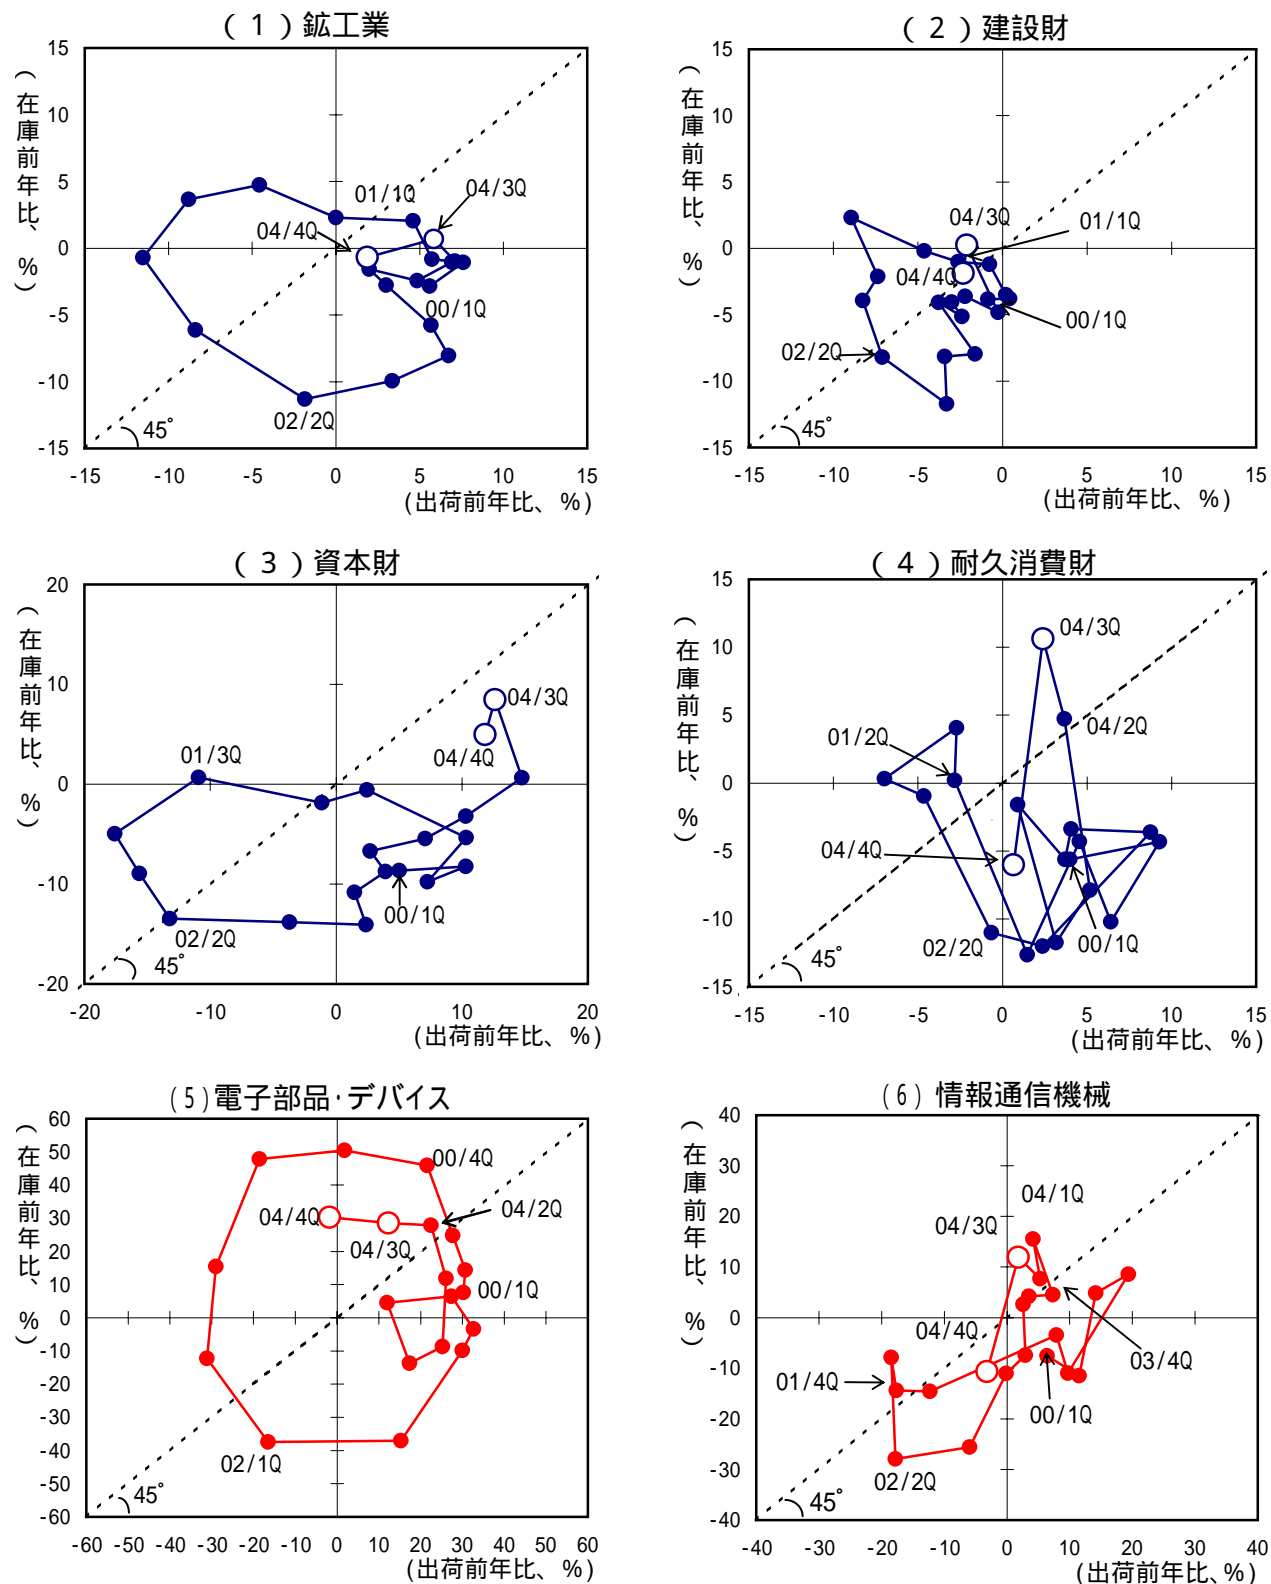 (1)鉱工業
(在庫前年比、%)
15
10
5
0
-5
-10
-15
01/1Q
04/3Q
04/4Q
00/1Q
02/2Q
45°
-15 -10 -5 0 5 10 15
(出荷前年比、%)
(2)建設財
(在庫前年比、%)
15
10
5
0
-5
-10
-15
04/3Q
01/1Q
04/4Q
00/1Q
02/2Q
45°
-15 -10 -5 0 5 10 15
(出荷前年比、%)
(3)資本財
(在庫前年比、%)
20
10
0
-10
-20
04/3Q
04/4Q
01/3Q
00/1Q
02/2Q
45°
-20 -10 0 10 20
(出荷前年比、%)
(4)耐久消費財
(在庫前年比、%)
15
10
5
0
-5
-10
-15
04/3Q
04/2Q
01/2Q
04/4Q
00/1Q
02/2Q
45°
-15 -10 -5 0 5 10 15
(出荷前年比、%)
(5)電子部品・デバイス
(在庫前年比、%)
60
50
40
30
20
10
0
-10
-20
-30
-40
-50
-60
00/4Q
04/2Q
04/4Q
04/3Q
00/1Q
02/1Q
45°
-60 -50 -40 -30 -20 -10 0 10 20 30 40 50 60
(出荷前年比、%)
(6)情報通信機械
(在庫前年比、%)
40
30
20
10
0
-10
-20
-30
-40
04/1Q
04/3Q
04/4Q
03/4Q
01/4Q
00/1Q
02/2Q
45°
-40 -30 -20 -10 0 10 20 30 40
(出荷前年比、%)